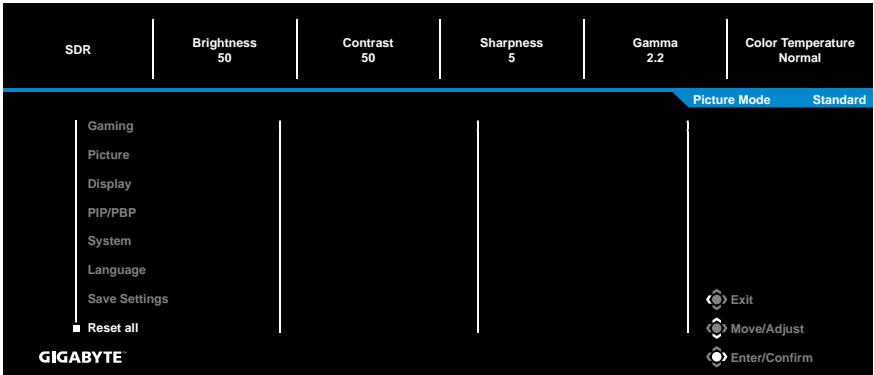 SDR
Brightness
50
Contrast
50
Sharpness
5
Gamma
2.2
Color Temperature
Normal
Picture Mode Standard
Gaming
Picture
Display
PIP/PBP
System
Language
Save Settings
Reset all
Exit
Move/Adjust
Enter/Confirm
GIGABYTE™